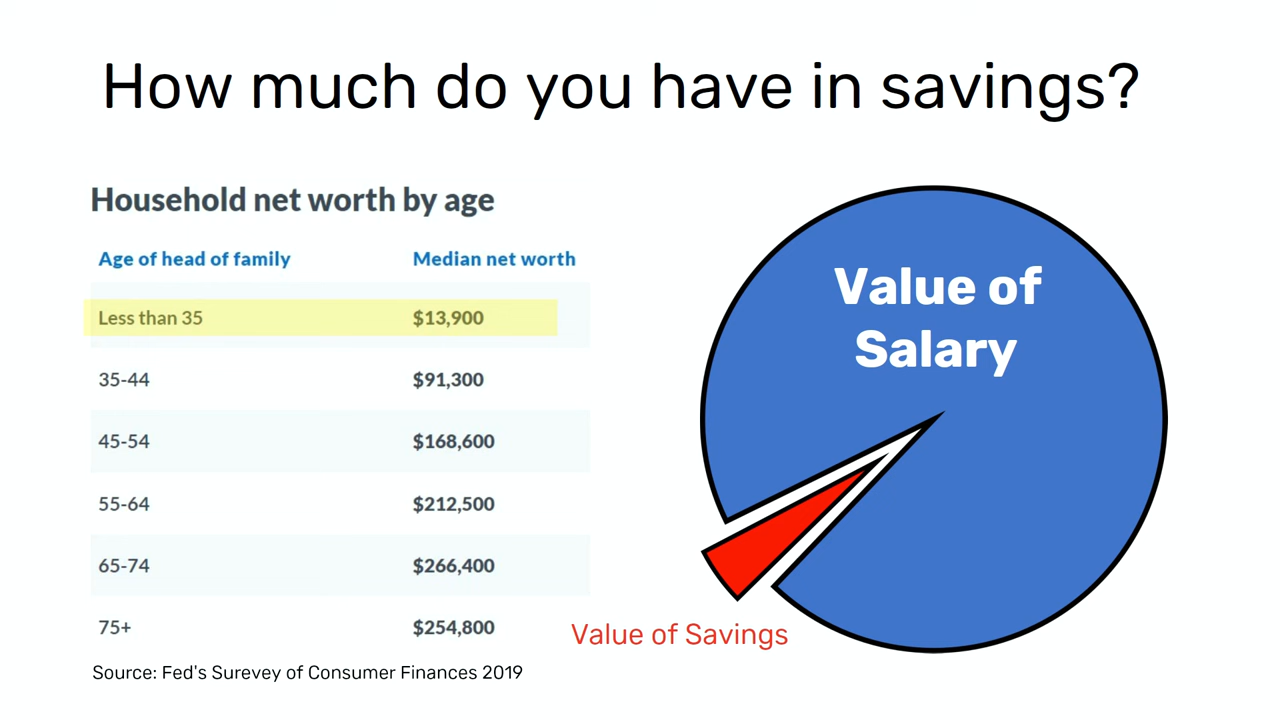 How much do you have in savings?
Household net worth by age
Age of head of family Median net worth
Less than 35 $13,900
35-44 $91,300
45-54 $168,600
55-64 $212,500
65-74 $266,400
75+ $254,800
Source: Fed's Surevey of Consumer Finances 2019
Value of
Salary
Value of Savings